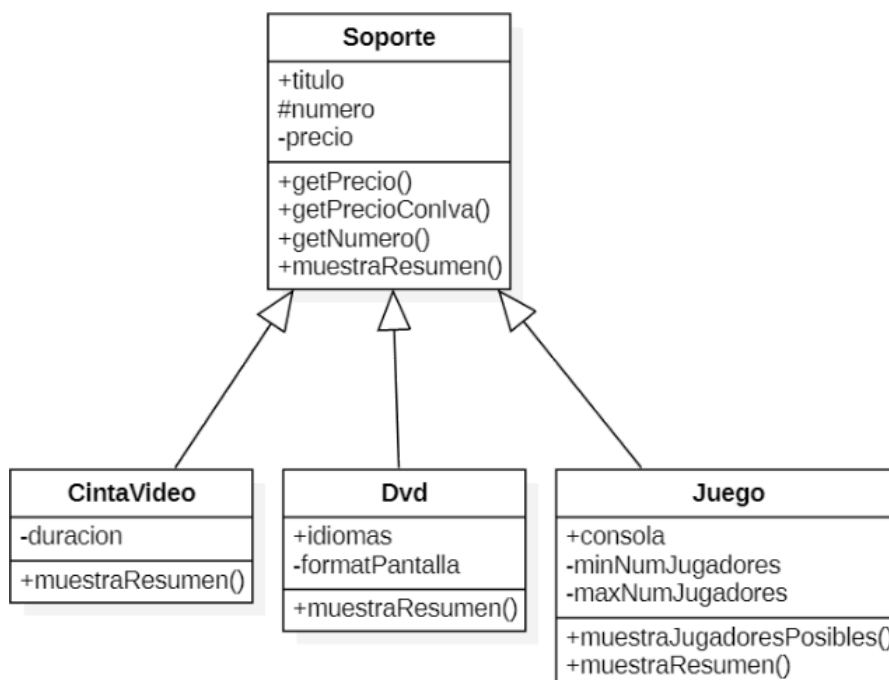 Soporte
+titulo
#numero
-precio
+getPrecio()
+getPrecioConIva()
+getNumero()
+muestraResumen()
CintaVideo
-duracion
+muestraResumen()
Dvd
+idiomas
-formatPantalla
+muestraResumen()
Juego
+consola
-minNumJugadores
-maxNumJugadores
+muestraJugadoresPosibles()
+muestraResumen()